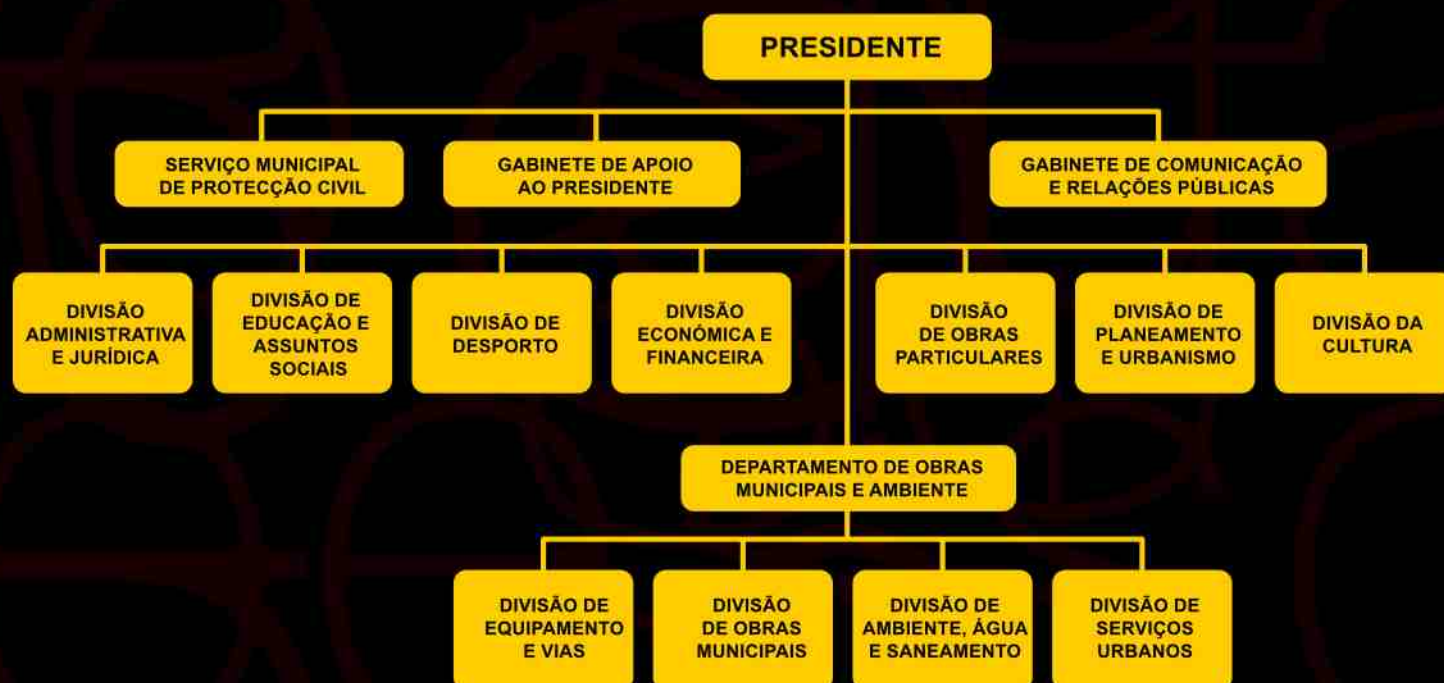 PRESIDENTE
SERVIÇO MUNICIPAL
DE PROTECÇÃO CIVIL
GABINETE DE APOIO
AO PRESIDENTE
GABINETE DE COMUNICAÇÃO
E RELAÇÕES PÚBLICAS
DIVISÃO
ADMINISTRATIVA
E JURÍDICA
DIVISÃO DE
EDUCAÇÃO E
ASSUNTOS
SOCIAIS
DIVISÃO DE
DESPORTO
DIVISÃO
ECONÓMICA E
FINANCEIRA
DIVISÃO
DE OBRAS
PARTICULARES
DIVISÃO DE
PLANEAMENTO
E URBANISMO
DIVISÃO DA
CULTURA
DEPARTAMENTO DE OBRAS
MUNICIPAIS E AMBIENTE
DIVISÃO DE
EQUIPAMENTO
E VIAS
DIVISÃO
DE OBRAS
MUNICIPAIS
DIVISÃO DE
AMBIENTE, ÁGUA
E SANEAMENTO
DIVISÃO DE
SERVIÇOS
URBANOS